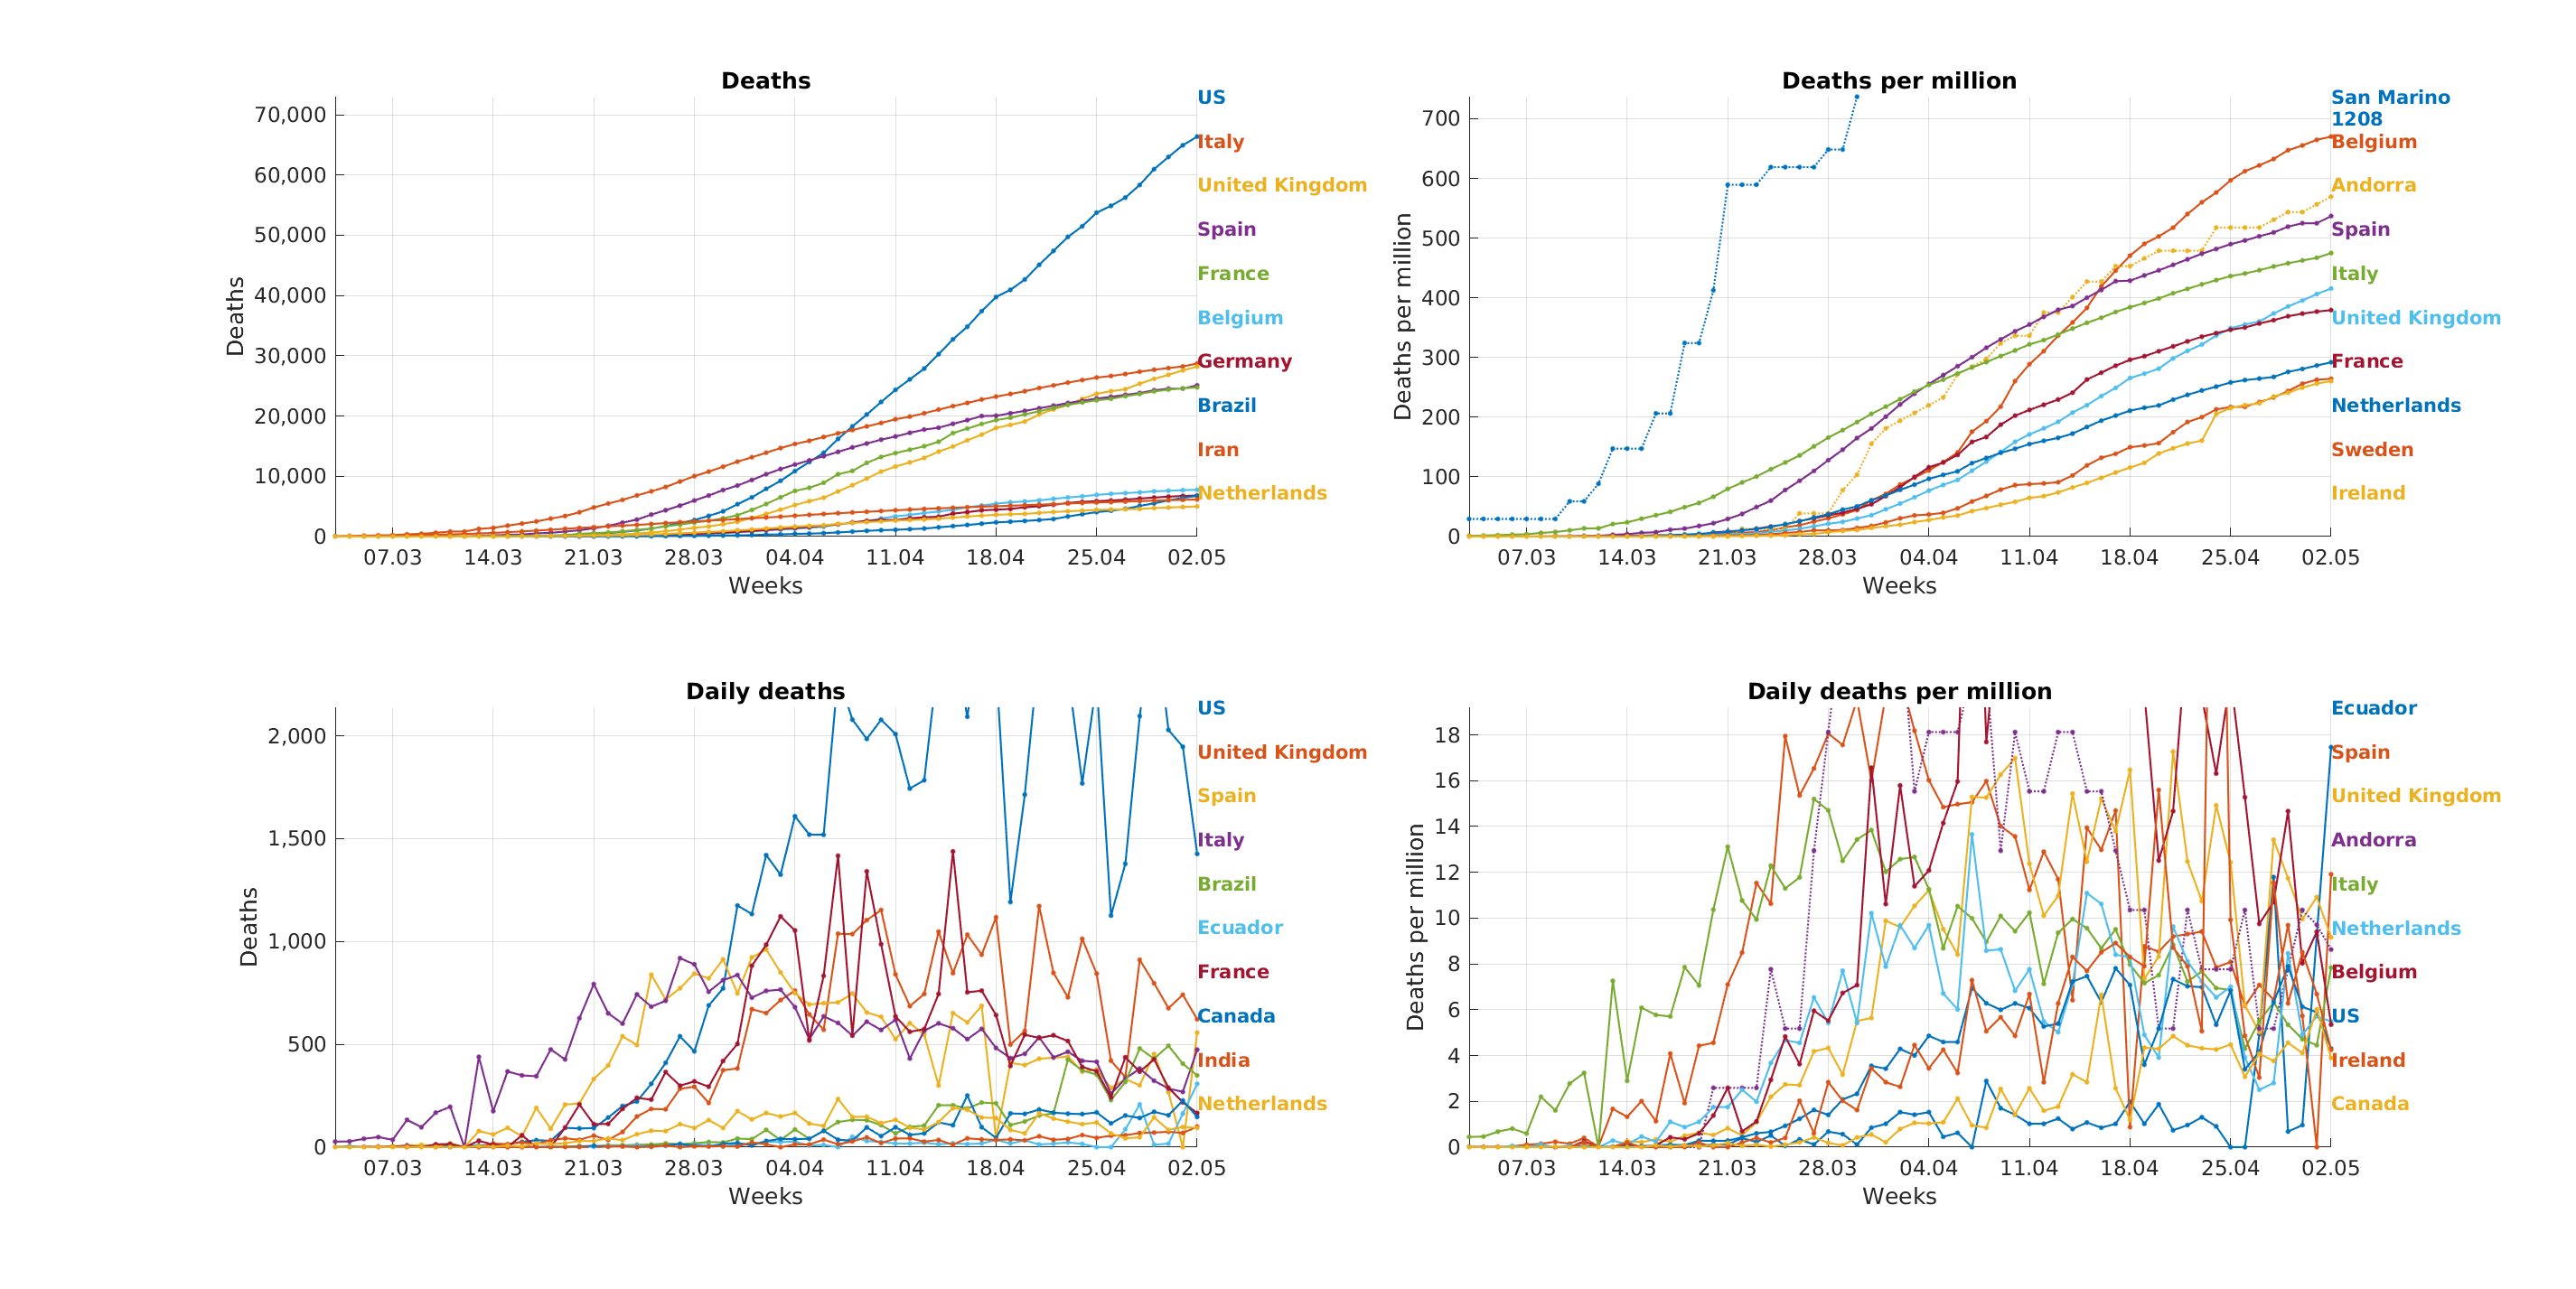 Deaths
Deaths
70,000
60,000
50,000
40,000
30,000
20,000
10,000
0
07.03 14.03 21.03 28.03 04.04 11.04 18.04 25.04 02.05
Weeks
US
Italy
United Kingdom
Spain
France
Belgium
Germany
Brazil
Iran
Netherlands
Deaths per million
Deaths per million
700
600
500
400
300
200
100
0
07.03 14.03 21.03 28.03 04.04 11.04 18.04 25.04 02.05
Weeks
San Marino
1208
Belgium
Andorra
Spain
Italy
United Kingdom
France
Netherlands
Sweden
Ireland
Daily deaths
Deaths
2,000
1,500
1,000
500
0
07.03 14.03 21.03 28.03 04.04 11.04 18.04 25.04 02.05
Weeks
US
United Kingdom
Spain
Italy
Brazil
Ecuador
France
Canada
India
Netherlands
Daily deaths per million
Deaths per million
18
16
14
12
10
8
6
4
2
0
07.03 14.03 21.03 28.03 04.04 11.04 18.04 25.04 02.05
Weeks
Ecuador
Spain
United Kingdom
Andorra
Italy
Netherlands
Belgium
US
Ireland
Canada